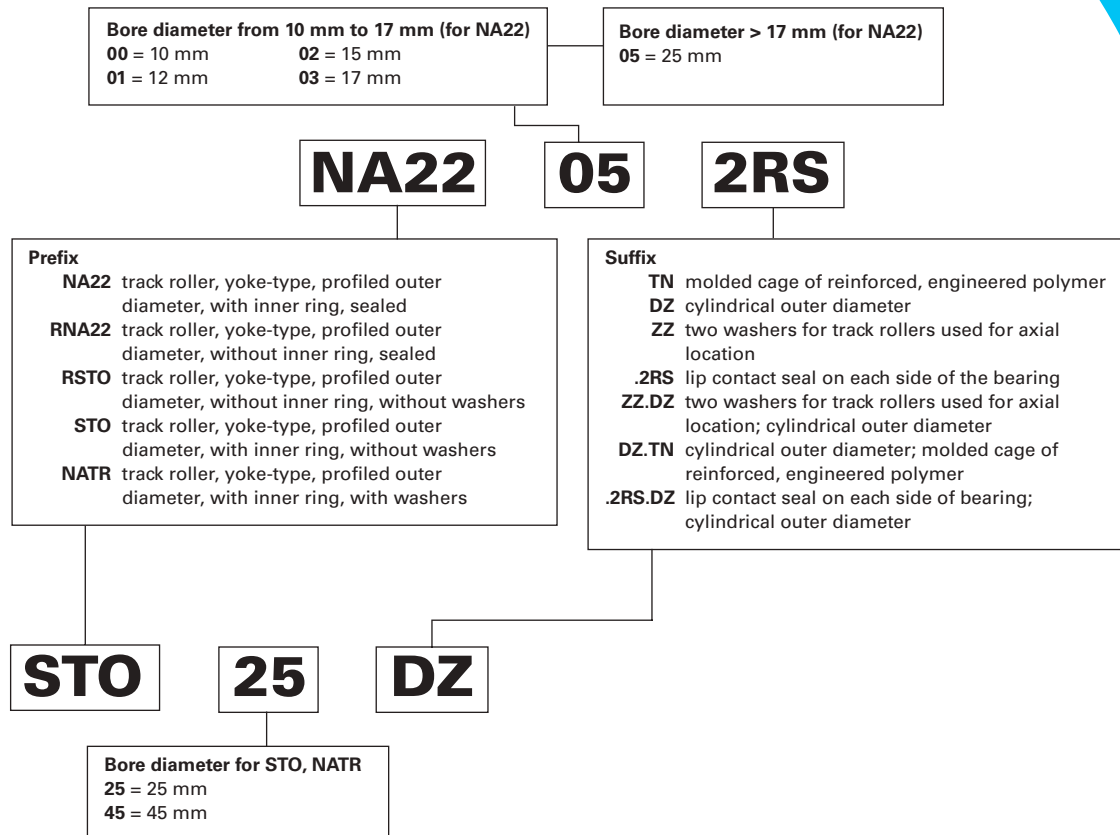 Bore diameter from 10 mm to 17 mm (for NA22)
00 = 10 mm 02 = 15 mm
01 = 12 mm 03 = 17 mm
Bore diameter > 17 mm (for NA22)
05 = 25 mm
NA22 05 2RS
Prefix
NA22 track roller, yoke-type, profiled outer
diameter, with inner ring, sealed
RNA22 track roller, yoke-type, profiled outer
diameter, without inner ring, sealed
RSTO track roller, yoke-type, profiled outer
diameter, without inner ring, without washers
STO track roller, yoke-type, profiled outer
diameter, with inner ring, without washers
NATR track roller, yoke-type, profiled outer
diameter, with inner ring, with washers
Suffix
TN molded cage of reinforced, engineered polymer
DZ cylindrical outer diameter
ZZ two washers for track rollers used for axial
location
.2RS lip contact seal on each side of the bearing
ZZ.DZ two washers for track rollers used for axial
location; cylindrical outer diameter
DZ.TN cylindrical outer diameter; molded cage of
reinforced, engineered polymer
.2RS.DZ lip contact seal on each side of bearing;
cylindrical outer diameter
STO 25 DZ
Bore diameter for STO, NATR
25 = 25 mm
45 = 45 mm